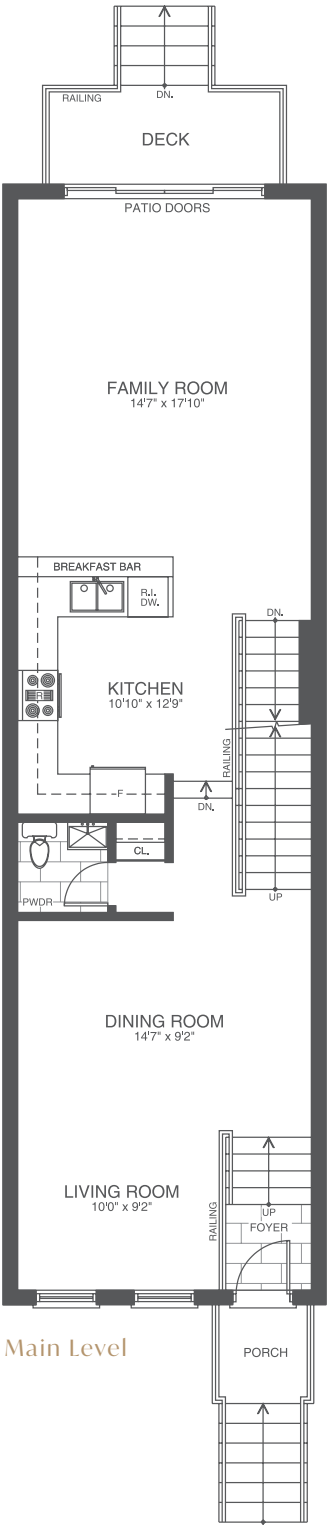 RAILING
DN.
DECK
PATIO DOORS
FAMILY ROOM
14'7" x 17'10"
BREAKFAST BAR
R.I.
DW.
DN.
R
KITCHEN
10'10" x 12'9"
RAILING
F
DN.
CL.
UP
PWDR
DINING ROOM
14'7" x 9'2"
LIVING ROOM
10'0" x 9'2"
RAILING
UP
FOYER
Main Level
PORCH